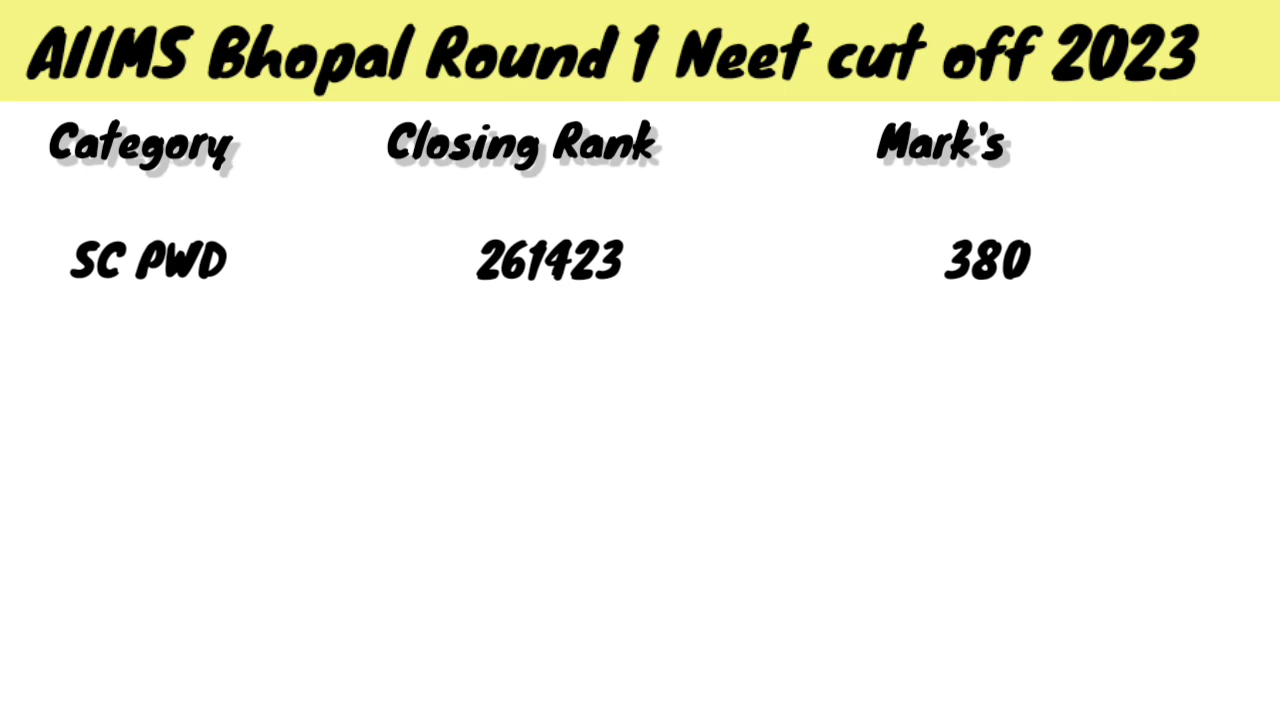 AIIMS Bhopal Round 1 Neet cut off 2023
Category Closing Rank Mark's
SC PWD 261423 380